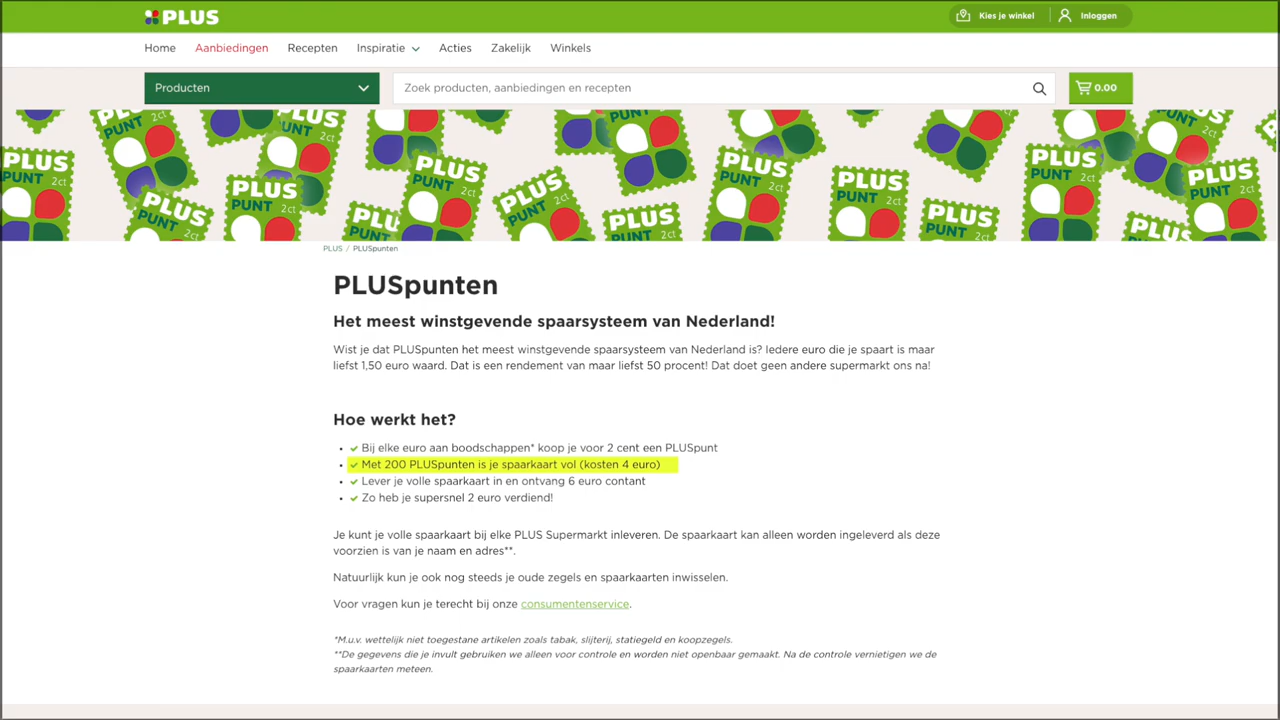 PLUS
Kies je winkel
Inloggen
Home
Aanbiedingen
Recepten
Inspiratie
Acties
Zakelijk
Winkels
Producten
Zoek producten, aanbiedingen en recepten
0.00
PLUS PUNT 2ct
PLUS / PLUSpunten
PLUSpunten
Het meest winstgevende spaarsysteem van Nederland!
Wist je dat PLUSpunten het meest winstgevende spaarsysteem van Nederland is? Iedere euro die je spaart is maar
liefst 1,50 euro waard. Dat is een rendement van maar liefst 50 procent! Dat doet geen andere supermarkt ons na!
Hoe werkt het?
Bij elke euro aan boodschappen* koop je voor 2 cent een PLUSpunt
Met 200 PLUSpunten is je spaarkaart vol (kosten 4 euro)
Lever je volle spaarkaart in en ontvang 6 euro contant
Zo heb je supersnel 2 euro verdiend!
Je kunt je volle spaarkaart bij elke PLUS Supermarkt inleveren. De spaarkaart kan alleen worden ingeleverd als deze
voorzien is van je naam en adres**.
Natuurlijk kun je ook nog steeds je oude zegels en spaarkaarten inwisselen.
Voor vragen kun je terecht bij onze consumentenservice.
*M.u.v. wettelijk niet toegestane artikelen zoals tabak, slijterij, statiegeld en koopzegels.
**De gegevens die je invult gebruiken we alleen voor controle en worden niet openbaar gemaakt. Na de controle vernietigen we de
spaarkaarten meteen.